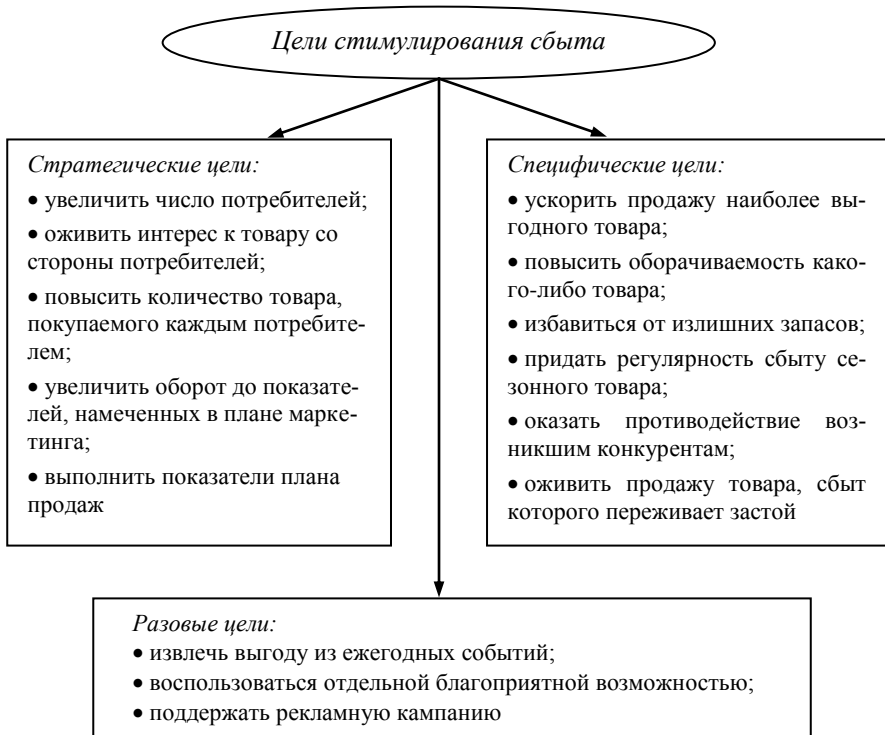 Цели стимулирования сбыта
Стратегические цели:
• увеличить число потребителей;
• оживить интерес к товару со
стороны потребителей;
• повысить количество товара,
покупаемого каждым потребите-
лем;
• увеличить оборот до показате-
лей, намеченных в плане марке-
тинга;
• выполнить показатели плана
продаж
Специфические цели:
• ускорить продажу наиболее вы-
годного товара;
• повысить оборачиваемость како-
го-либо товара;
• избавиться от излишних запасов;
• придать регулярность сбыту се-
зонного товара;
• оказать противодействие воз-
никшим конкурентам;
• оживить продажу товара, сбыт
которого переживает застой
Разовые цели:
• извлечь выгоду из ежегодных событий;
• воспользоваться отдельной благоприятной возможностью;
• поддержать рекламную кампанию